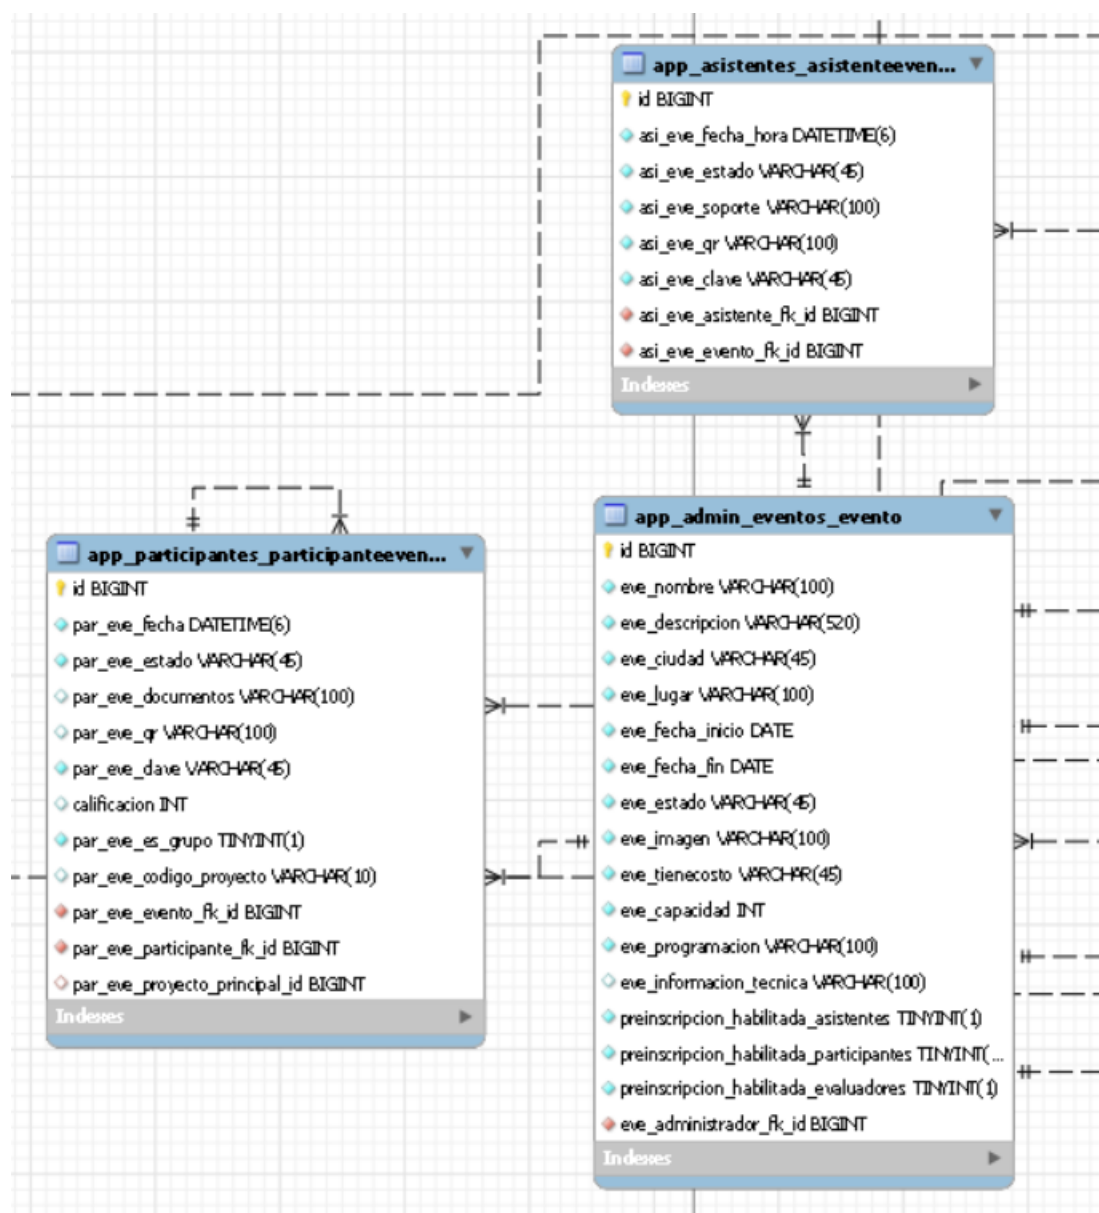 app_asistentes_asistenteeven...
id BIGINT
asi_eve_fecha_hora DATETIME(6)
asi_eve_estado VARCHAR(45)
asi_eve_soporte VARCHAR(100)
asi_eve_qr VARCHAR(100)
asi_eve_clave VARCHAR(45)
asi_eve_asistente_fk_id BIGINT
asi_eve_evento_fk_id BIGINT
Indexes
app_participantes_participanteeven...
id BIGINT
par_eve_fecha DATETIME(6)
par_eve_estado VARCHAR(45)
par_eve_documentos VARCHAR(100)
par_eve_qr VARCHAR(100)
par_eve_clave VARCHAR(45)
calificacion INT
par_eve_es_grupo TINYINT(1)
par_eve_codigo_proyecto VARCHAR(10)
par_eve_evento_fk_id BIGINT
par_eve_participante_fk_id BIGINT
par_eve_proyecto_principal_id BIGINT
Indexes
app_admin_eventos_evento
id BIGINT
eve_nombre VARCHAR(100)
eve_descripcion VARCHAR(520)
eve_ciudad VARCHAR(45)
eve_lugar VARCHAR(100)
eve_fecha_inicio DATE
eve_fecha_fin DATE
eve_estado VARCHAR(45)
eve_imagen VARCHAR(100)
eve_tienecosto VARCHAR(45)
eve_capacidad INT
eve_programacion VARCHAR(100)
eve_informacion_tecnica VARCHAR(100)
preinscripcion_habilitada_asistentes TINYINT(1)
preinscripcion_habilitada_participantes TINYINT(...
preinscripcion_habilitada_evaluadores TINYINT(1)
eve_administrador_fk_id BIGINT
Indexes